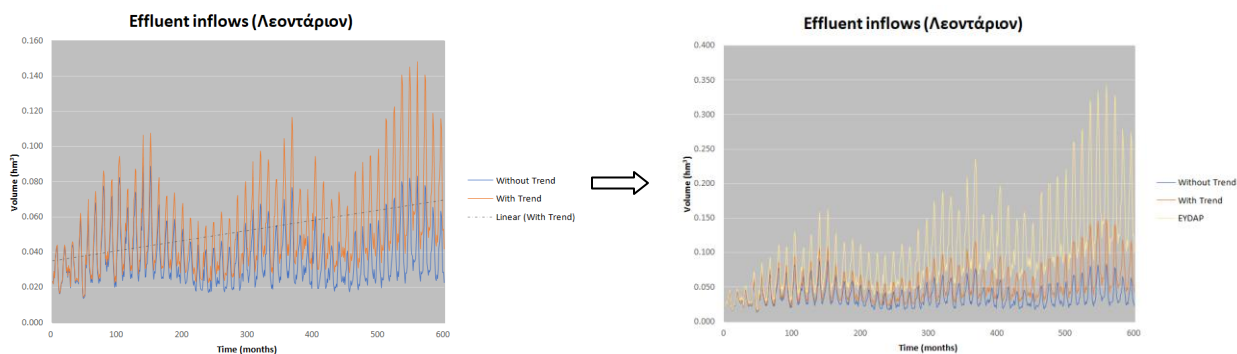 Effluent inflows (Λεοντάριον)
0.160
0.140
0.120
0.100
0.080
0.060
0.040
0.020
0.000
0 100 200 300 400 500 600
Volume (hm³)
Time (months)
Without Trend
With Trend
Linear (With Trend)
Effluent inflows (Λεοντάριον)
0.400
0.350
0.300
0.250
0.200
0.150
0.100
0.050
0.000
0 100 200 300 400 500 600
Volume (hm³)
Time (months)
Without Trend
With Trend
EYDAP